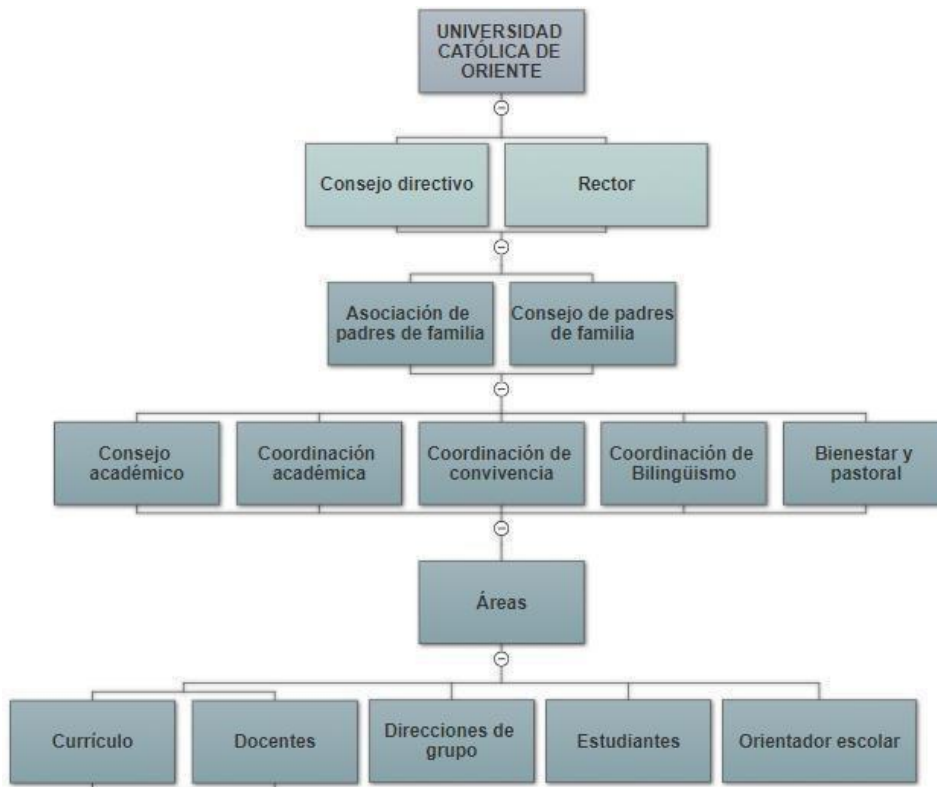 UNIVERSIDAD
CATÓLICA DE
ORIENTE
Consejo directivo
Rector
Asociación de
padres de familia
Consejo de padres
de familia
Consejo
académico
Coordinación
académica
Coordinación de
convivencia
Coordinación de
Bilingüismo
Bienestar y
pastoral
Áreas
Currículo
Docentes
Direcciones de
grupo
Estudiantes
Orientador escolar